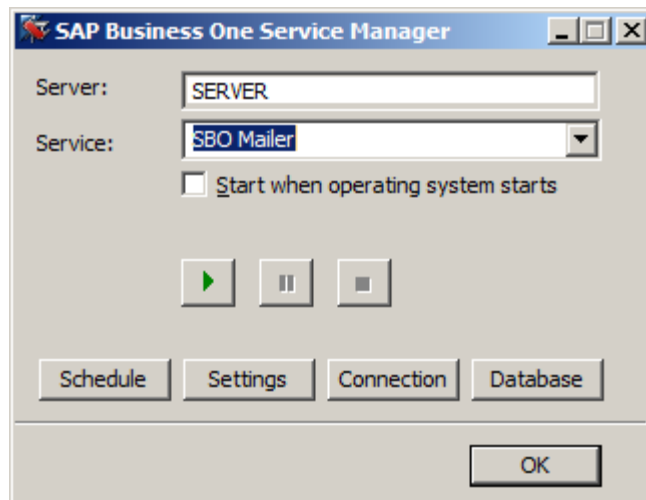 SAP Business One Service Manager
Server: SERVER
Service: SBO Mailer
Start when operating system starts
Schedule Settings Connection Database
OK